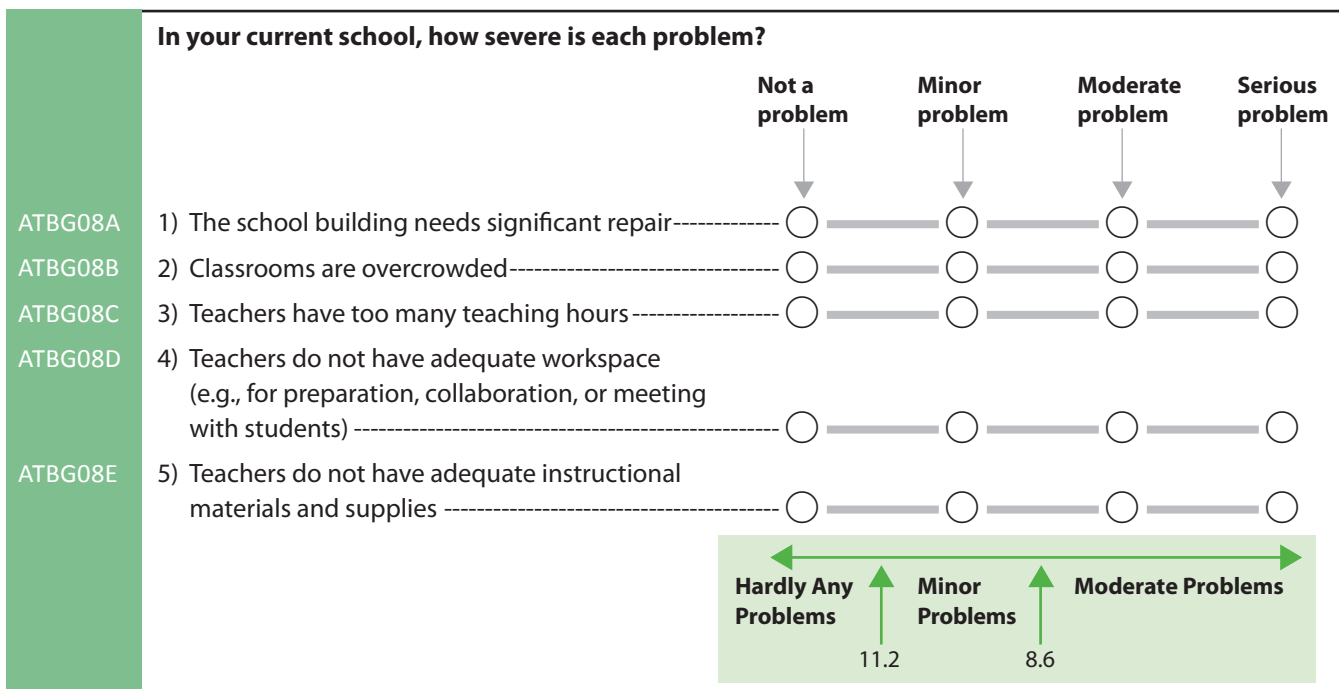 In your current school, how severe is each problem?
Not a problem
Minor problem
Moderate problem
Serious problem
ATBG08A 1) The school building needs significant repair
ATBG08B 2) Classrooms are overcrowded
ATBG08C 3) Teachers have too many teaching hours
ATBG08D 4) Teachers do not have adequate workspace
(e.g., for preparation, collaboration, or meeting
with students)
ATBG08E 5) Teachers do not have adequate instructional
materials and supplies
Hardly Any Problems
Minor Problems
Moderate Problems
11.2 8.6